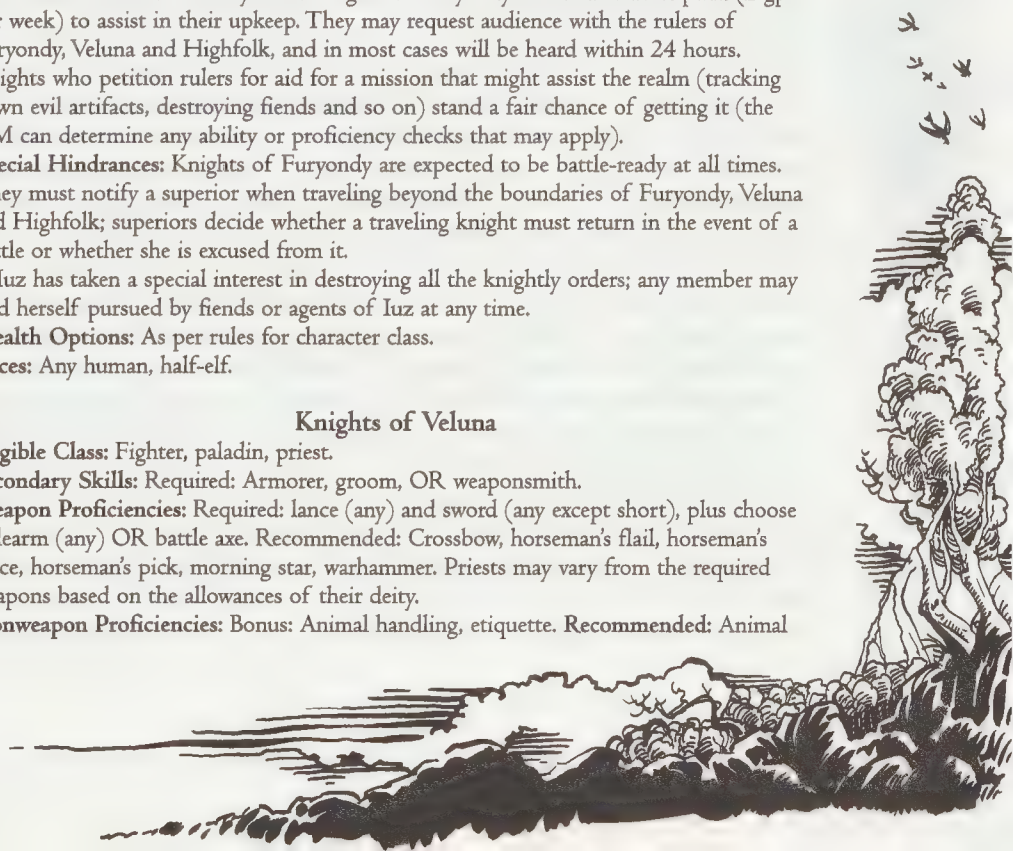 to assist in their upkeep. They may request audience with the rulers of
Veluna and Highfolk, and in most cases will be heard within 24 hours.
ights who petition rulers for aid for a mission that might assist the realm (tracking
wn evil artifacts, destroying fiends and so on) stand a fair chance of getting it (the
M can determine any ability or proficiency checks that may apply).
ecial Hindrances: Knights of Furyondy are expected to be battle-ready at all times.
ney must notify a superior when traveling beyond the boundaries of Furyondy, Veluna
d Highfolk; superiors decide whether a traveling knight must return in the event of a
ttle or whether she is excused from it.
Iuz has taken a special interest in destroying all the knightly orders; any member may
d herself pursued by fiends or agents of Iuz at any time.
ealth Options: As per rules for character class.
ces: Any human, half-elf.
Knights of Veluna
gible Class: Fighter, paladin, priest.
condary Skills: Required: Armorer, groom, OR weaponsmith.
eapon Proficiencies: Required: lance (any) and sword (any except short), plus choose
learm (any) OR battle axe. Recommended: Crossbow, horseman's flail, horseman's
ce, horseman's pick, morning star, warhammer. Priests may vary from the required
apons based on the allowances of their deity.
onweapon Proficiencies: Bonus: Animal handling, etiquette. Recommended: Animal